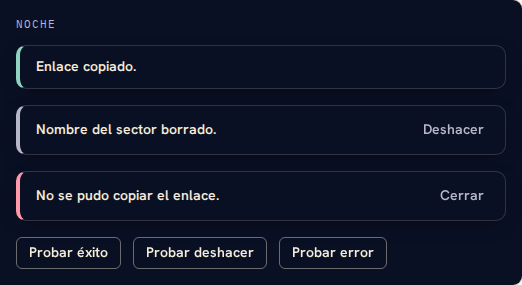 NOCHE
Enlace copiado.
Nombre del sector borrado. Deshacer
No se pudo copiar el enlace. Cerrar
Probar éxito Probar deshacer Probar error